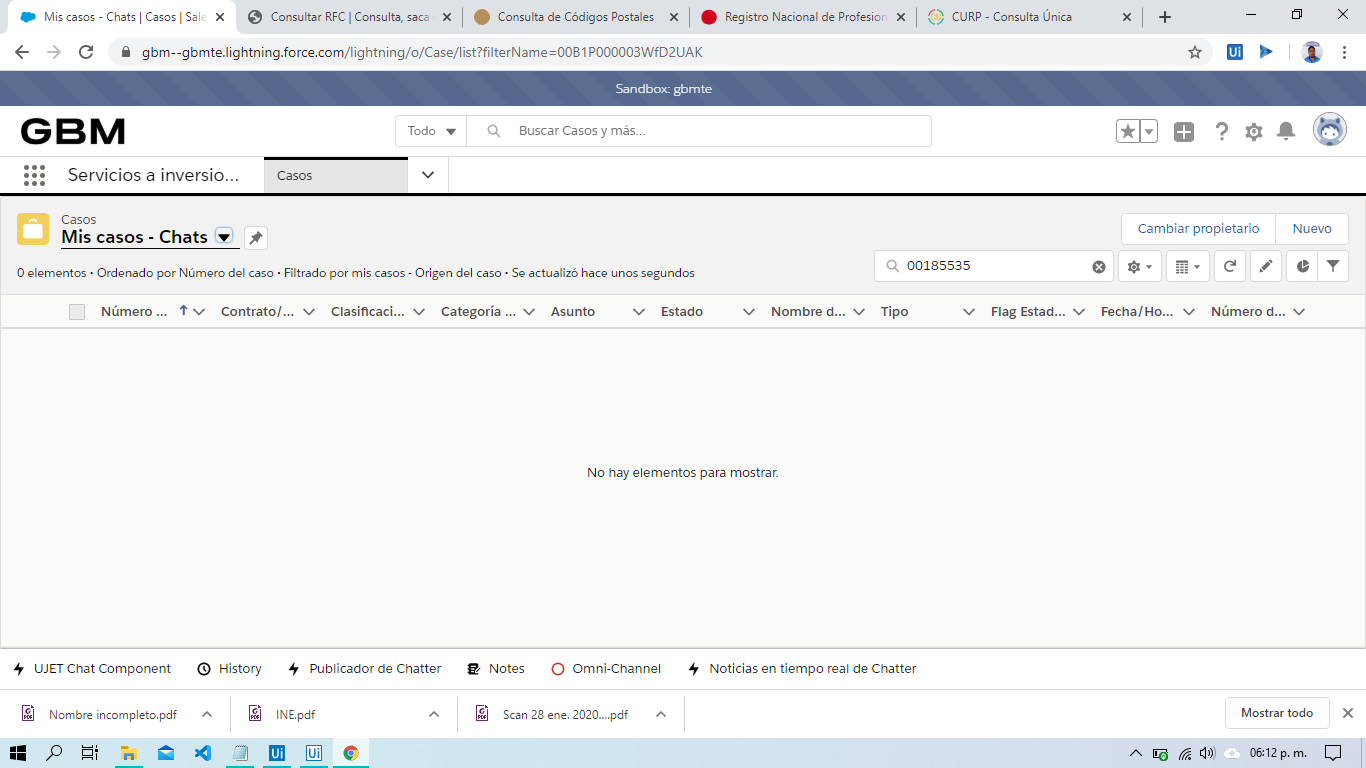 Mis casos - Chats | Casos | Sale
Consultar RFC | Consulta, saca
Consulta de Códigos Postales
Registro Nacional de Profesion
CURP - Consulta Única
gbm--gbmte.lightning.force.com/lightning/o/Case/list?filterName=00B1P000003WfD2UAK
Sandbox: gbmte
GBM
Todo
Buscar Casos y más...
Servicios a inversio...
Casos
Casos
Mis casos - Chats
Cambiar propietario
Nuevo
0 elementos • Ordenado por Número del caso • Filtrado por mis casos - Origen del caso • Se actualizó hace unos segundos
00185535
Número ...
Contrato/...
Clasificaci...
Categoría ...
Asunto
Estado
Nombre d...
Tipo
Flag Estad...
Fecha/Ho...
Número d...
No hay elementos para mostrar.
UJET Chat Component
History
Publicador de Chatter
Notes
Omni-Channel
Noticias en tiempo real de Chatter
Nombre incompleto.pdf
INE.pdf
Scan 28 ene. 2020....pdf
Mostrar todo
Ui
Ui
06:12 p. m.